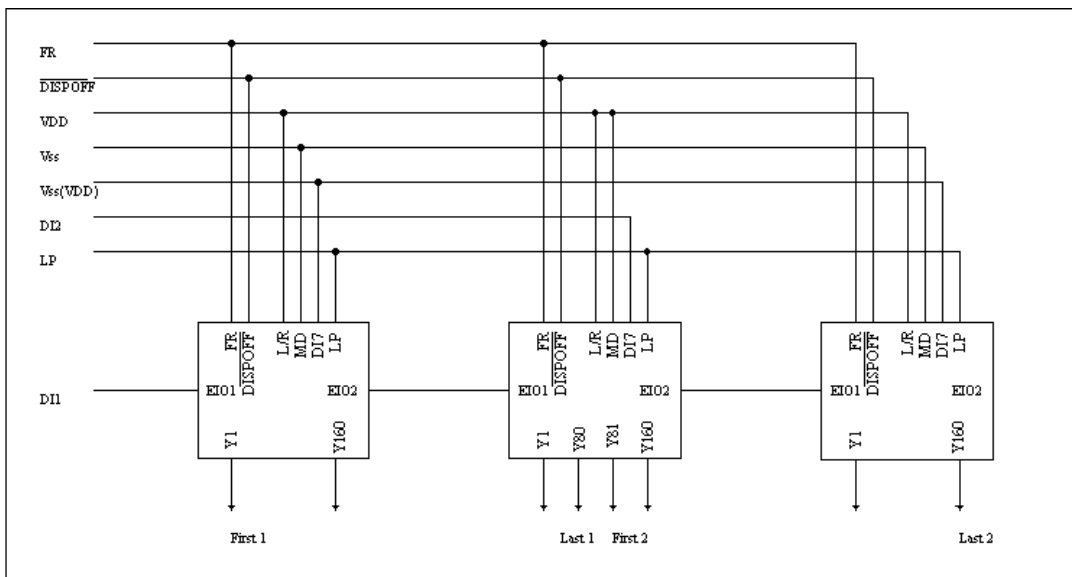 FR
DISPOFF
VDD
Vss
Vss(VDD)
DI2
LP
DI1
FR
DISPOFF
L/R
MD
DI7
LP
EIO1
EIO2
Y1
Y160
FR
DISPOFF
L/R
MD
DI7
LP
EIO1
EIO2
Y1
Y80
Y81
Y160
FR
DISPOFF
L/R
MD
DI7
LP
EIO1
EIO2
Y1
Y160
First 1
Last 1
First 2
Last 2